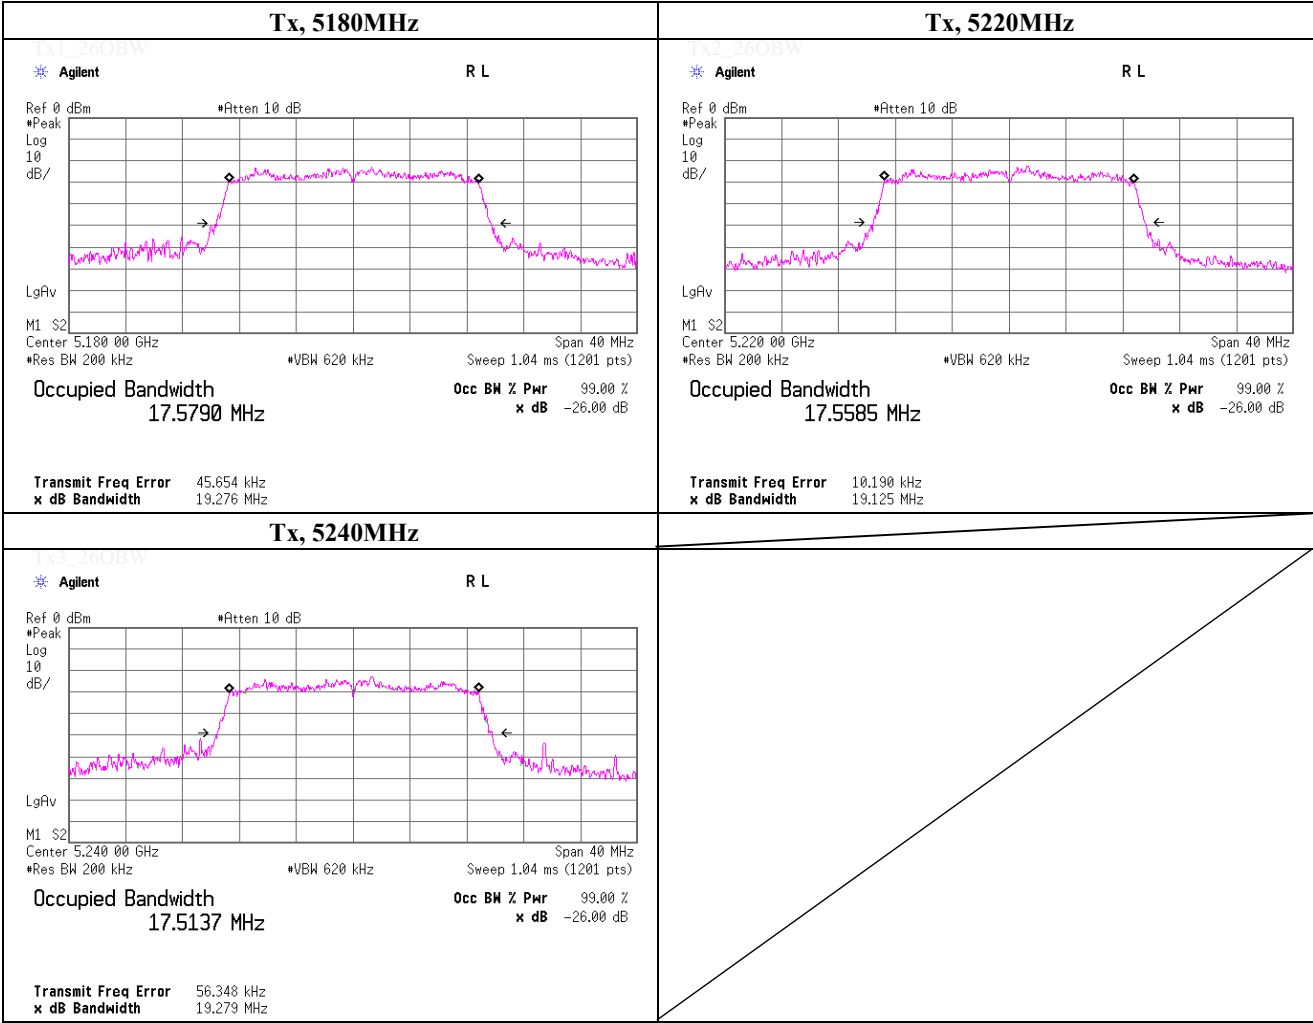 Tx, 5180MHz
Tx1_26OBW
Agilent R L
Ref 0 dBm #Atten 10 dB
#Peak
Log
10
dB/
LgAv
M1 S2
Center 5.180 00 GHz Span 40 MHz
#Res BW 200 kHz #VBW 620 kHz Sweep 1.04 ms (1201 pts)
Occupied Bandwidth Occ BW % Pwr 99.00 %
17.5790 MHz x dB -26.00 dB
Transmit Freq Error 45.654 kHz
x dB Bandwidth 19.276 MHz
Tx, 5220MHz
Tx2_26OBW
Agilent R L
Ref 0 dBm #Atten 10 dB
#Peak
Log
10
dB/
LgAv
M1 S2
Center 5.220 00 GHz Span 40 MHz
#Res BW 200 kHz #VBW 620 kHz Sweep 1.04 ms (1201 pts)
Occupied Bandwidth Occ BW % Pwr 99.00 %
17.5585 MHz x dB -26.00 dB
Transmit Freq Error 10.190 kHz
x dB Bandwidth 19.125 MHz
Tx, 5240MHz
Tx3_26OBW
Agilent R L
Ref 0 dBm #Atten 10 dB
#Peak
Log
10
dB/
LgAv
M1 S2
Center 5.240 00 GHz Span 40 MHz
#Res BW 200 kHz #VBW 620 kHz Sweep 1.04 ms (1201 pts)
Occupied Bandwidth Occ BW % Pwr 99.00 %
17.5137 MHz x dB -26.00 dB
Transmit Freq Error 56.348 kHz
x dB Bandwidth 19.279 MHz